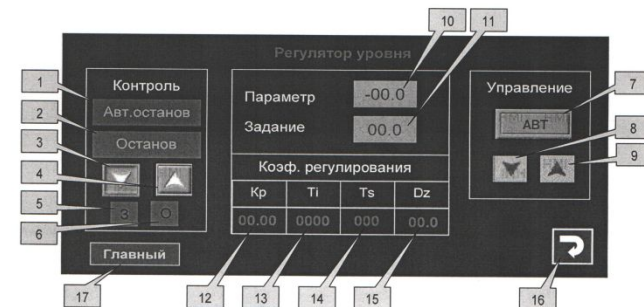 10
11
Регулятор уровня
1
2
3
4
5
6
Контроль
Авт.останов
Останов
З
О
Главный
17
Параметр
-00.0
Задание
00.0
Коэф. регулирования
Kp Ti Ts Dz
00.00 0000 000 00.0
12
13
14
15
Управление
АВТ
7
8
9
16